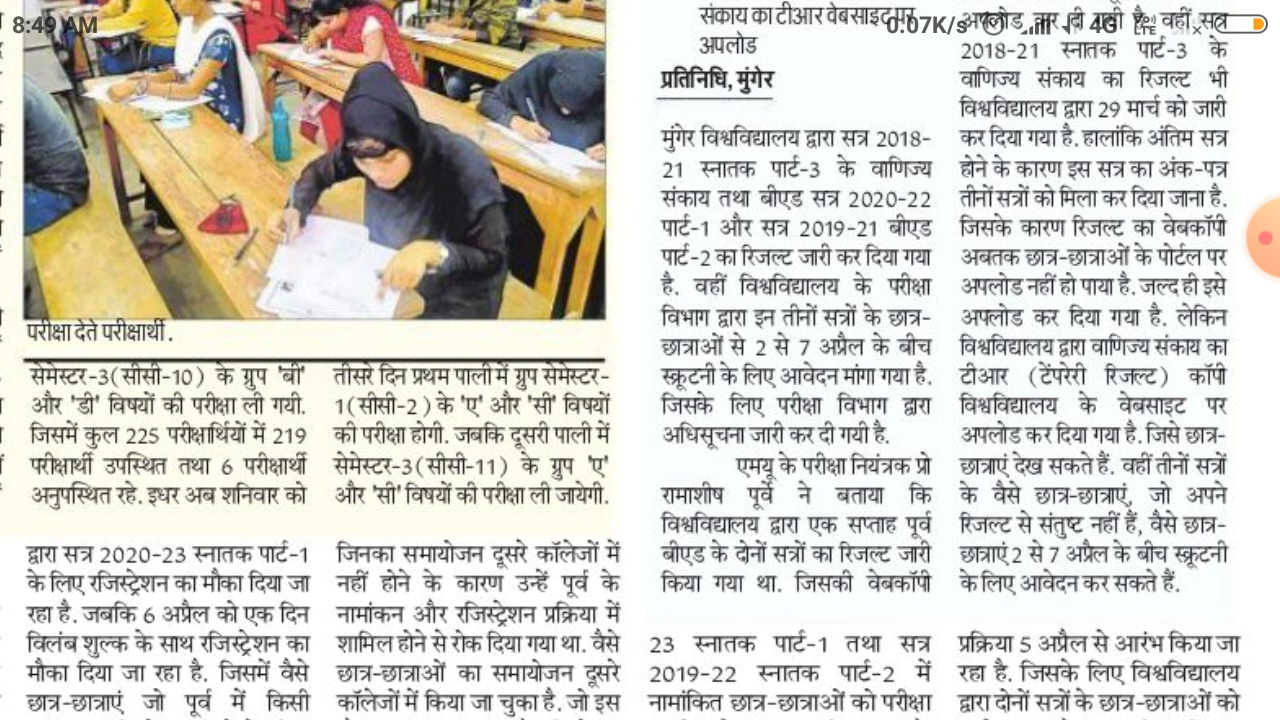 8:49 AM
0.07K/s
4G
परीक्षा देते परीक्षार्थी.
सेमेस्टर-3(सीसी-10) के ग्रुप 'बी'
और 'डी' विषयों की परीक्षा ली गयी.
जिसमें कुल 225 परीक्षार्थियों में 219
परीक्षार्थी उपस्थित तथा 6 परीक्षार्थी
अनुपस्थित रहे. इधर अब शनिवार को
तीसरे दिन प्रथम पाली में ग्रुप सेमेस्टर-
1(सीसी-2) के 'ए' और 'सी' विषयों
की परीक्षा होगी. जबकि दूसरी पाली में
सेमेस्टर-3(सीसी-11) के ग्रुप 'ए'
और 'सी' विषयों की परीक्षा ली जायेगी.
द्वारा सत्र 2020-23 स्नातक पार्ट-1
के लिए रजिस्ट्रेशन का मौका दिया जा
रहा है. जबकि 6 अप्रैल को एक दिन
विलंब शुल्क के साथ रजिस्ट्रेशन का
मौका दिया जा रहा है. जिसमें वैसे
छात्र-छात्राएं जो पूर्व में किसी
जिनका समायोजन दूसरे कॉलेजों में
नहीं होने के कारण उन्हें पूर्व के
नामांकन और रजिस्ट्रेशन प्रक्रिया में
शामिल होने से रोक दिया गया था. वैसे
छात्र-छात्राओं का समायोजन दूसरे
कॉलेजों में किया जा चुका है. जो इस
संकाय का टीआर वेबसाइट पर
अपलोड
प्रतिनिधि, मुंगेर
मुंगेर विश्वविद्यालय द्वारा सत्र 2018-
21 स्नातक पार्ट-3 के वाणिज्य
संकाय तथा बीएड सत्र 2020-22
पार्ट-1 और सत्र 2019-21 बीएड
पार्ट-2 का रिजल्ट जारी कर दिया गया
है. वहीं विश्वविद्यालय के परीक्षा
विभाग द्वारा इन तीनों सत्रों के छात्र-
छात्राओं से 2 से 7 अप्रैल के बीच
स्क्रूटनी के लिए आवेदन मांगा गया है.
जिसके लिए परीक्षा विभाग द्वारा
अधिसूचना जारी कर दी गयी है.
एमयू के परीक्षा नियंत्रक प्रो
रामाशीष पूर्वे ने बताया कि
विश्वविद्यालय द्वारा एक सप्ताह पूर्व
बीएड के दोनों सत्रों का रिजल्ट जारी
किया गया था. जिसकी वेबकॉपी
अपलोड कर दी गयी है. वहीं सत्र
2018-21 स्नातक पार्ट-3 के
वाणिज्य संकाय का रिजल्ट भी
विश्वविद्यालय द्वारा 29 मार्च को जारी
कर दिया गया है. हालांकि अंतिम सत्र
होने के कारण इस सत्र का अंक-पत्र
तीनों सत्रों को मिला कर दिया जाना है.
जिसके कारण रिजल्ट का वेबकॉपी
अबतक छात्र-छात्राओं के पोर्टल पर
अपलोड नहीं हो पाया है. जल्द ही इसे
अपलोड कर दिया गया है. लेकिन
विश्वविद्यालय द्वारा वाणिज्य संकाय का
टीआर (टेंपरेरी रिजल्ट) कॉपी
विश्वविद्यालय के वेबसाइट पर
अपलोड कर दिया गया है. जिसे छात्र-
छात्राएं देख सकते हैं. वहीं तीनों सत्रों
के वैसे छात्र-छात्राएं, जो अपने
रिजल्ट से संतुष्ट नहीं हैं, वैसे छात्र-
छात्राएं 2 से 7 अप्रैल के बीच स्क्रूटनी
के लिए आवेदन कर सकते हैं.
23 स्नातक पार्ट-1 तथा सत्र
2019-22 स्नातक पार्ट-2 में
नामांकित छात्र-छात्राओं को परीक्षा
प्रक्रिया 5 अप्रैल से आरंभ किया जा
रहा है. जिसके लिए विश्वविद्यालय
द्वारा दोनों सत्रों के छात्र-छात्राओं को